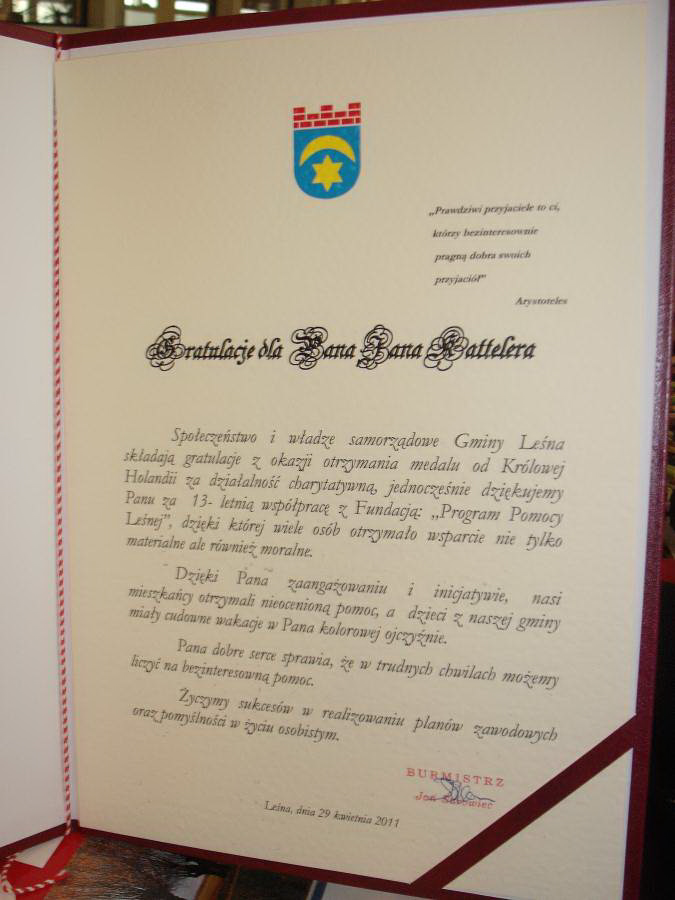 „Prawdziwi przyjaciele to ci,
którzy bezinteresownie
pragną dobra swoich
przyjaciół”
Arystoteles
Gratulacje dla Pana Jana Kattelera
Społeczeństwo i władze samorządowe Gminy Leśna
składają gratulacje z okazji otrzymania medalu od Królowej
Holandii za działalność charytatywną, jednocześnie dziękujemy
Panu za 13- letnią współpracę z Fundacją: „Program Pomocy
Leśnej”, dzięki której wiele osób otrzymało wsparcie nie tylko
materialne ale również moralne.
Dzięki Pana zaangażowaniu i inicjatywie, nasi
mieszkańcy otrzymali nieocenioną pomoc, a dzieci z naszej gminy
miały cudowne wakacje w Pana kolorowej ojczyźnie.
Pana dobre serce sprawia, że w trudnych chwilach możemy
liczyć na bezinteresowną pomoc.
Życzymy sukcesów w realizowaniu planów zawodowych
oraz pomyślności w życiu osobistym.
BURMISTRZ
Jan Surowiec
Leśna, dnia 29 kwietnia 2011